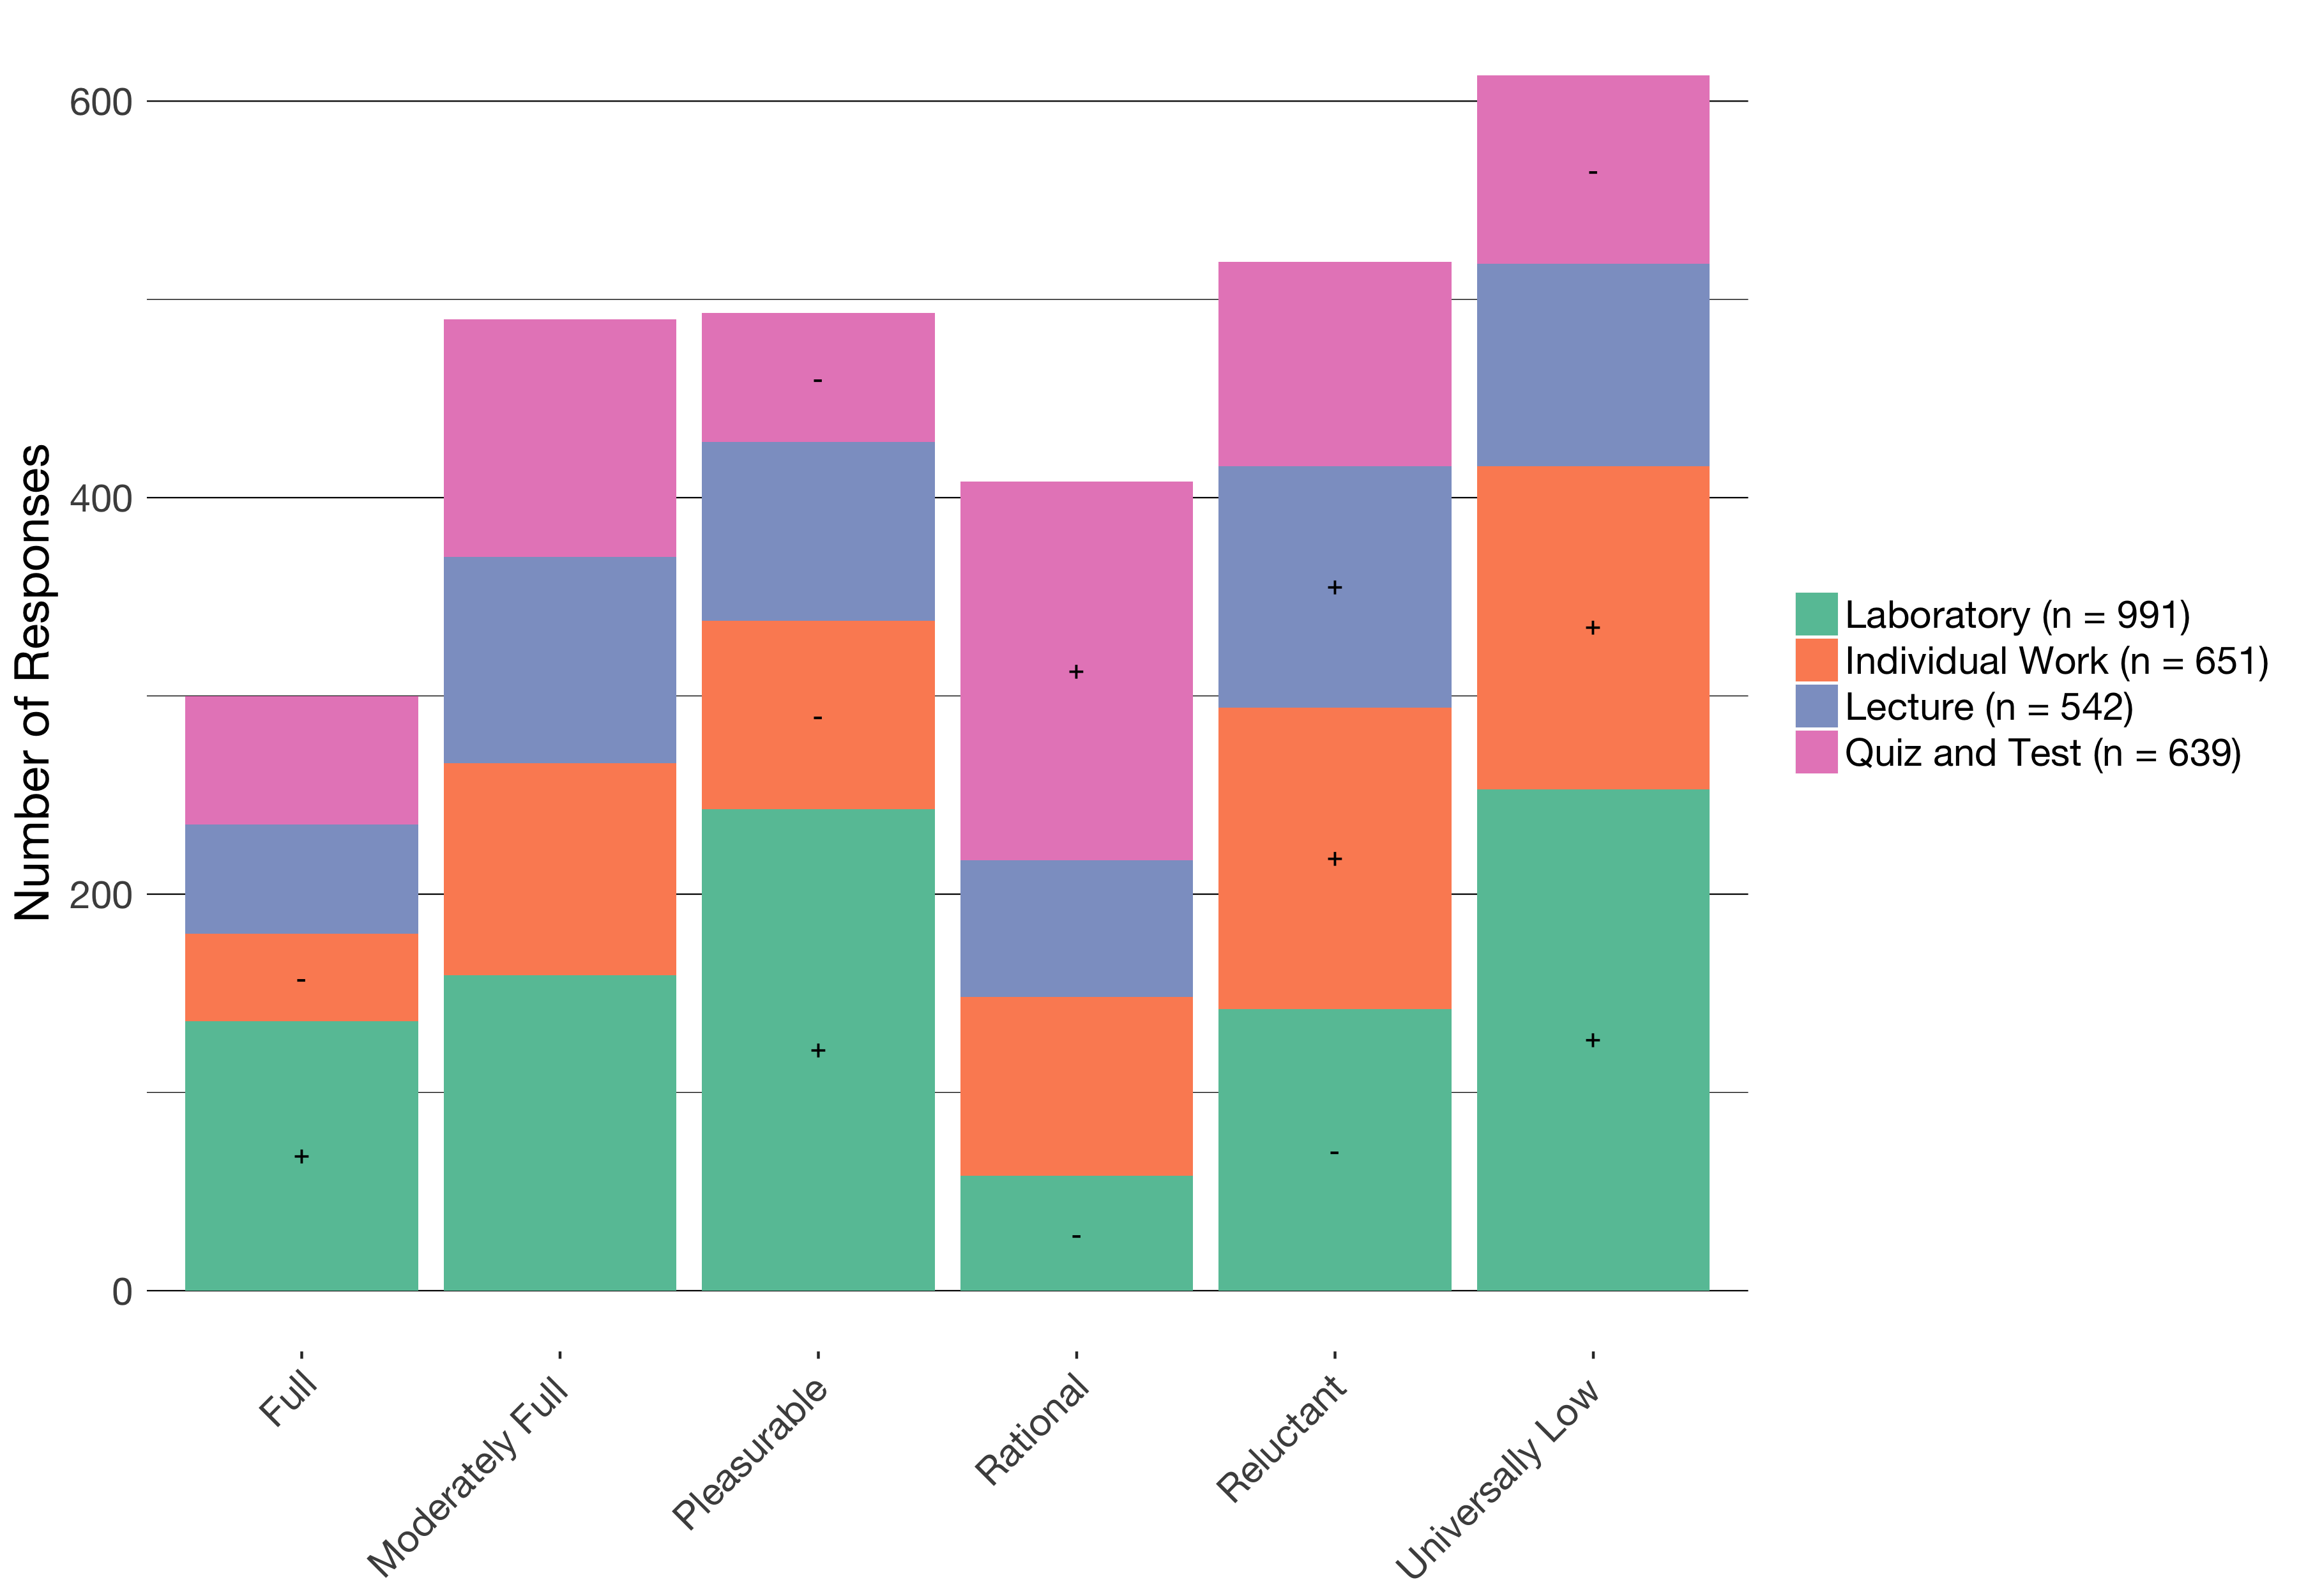 Number of Responses
600
400
200
0
-
-
+
+
+
-
-
+
-
+
+
+
-
-
Full
Moderately Full
Pleasurable
Rational
Reluctant
Universally Low
Laboratory (n = 991)
Individual Work (n = 651)
Lecture (n = 542)
Quiz and Test (n = 639)